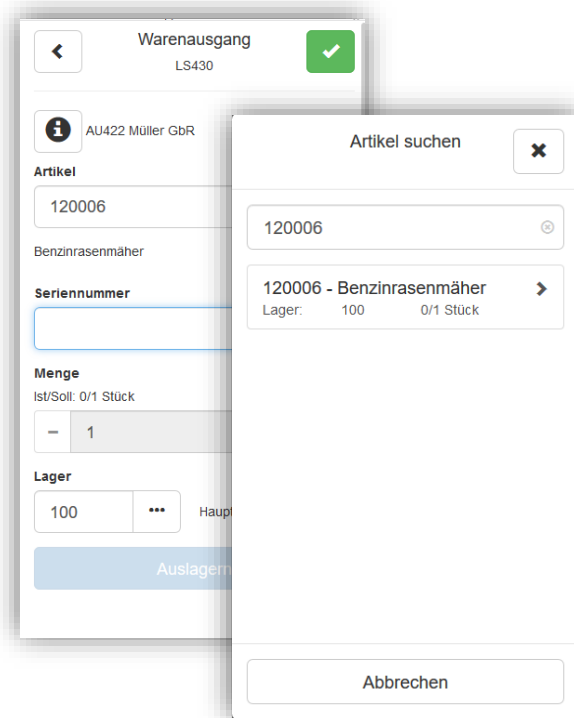 Warenausgang
LS430
AU422 Müller GbR
Artikel
120006
Benzinrasenmäher
Seriennummer
Menge
Ist/Soll: 0/1 Stück
1
Lager
100
Auslagern
Artikel suchen
120006
120006 - Benzinrasenmäher
Lager: 100 0/1 Stück
Abbrechen